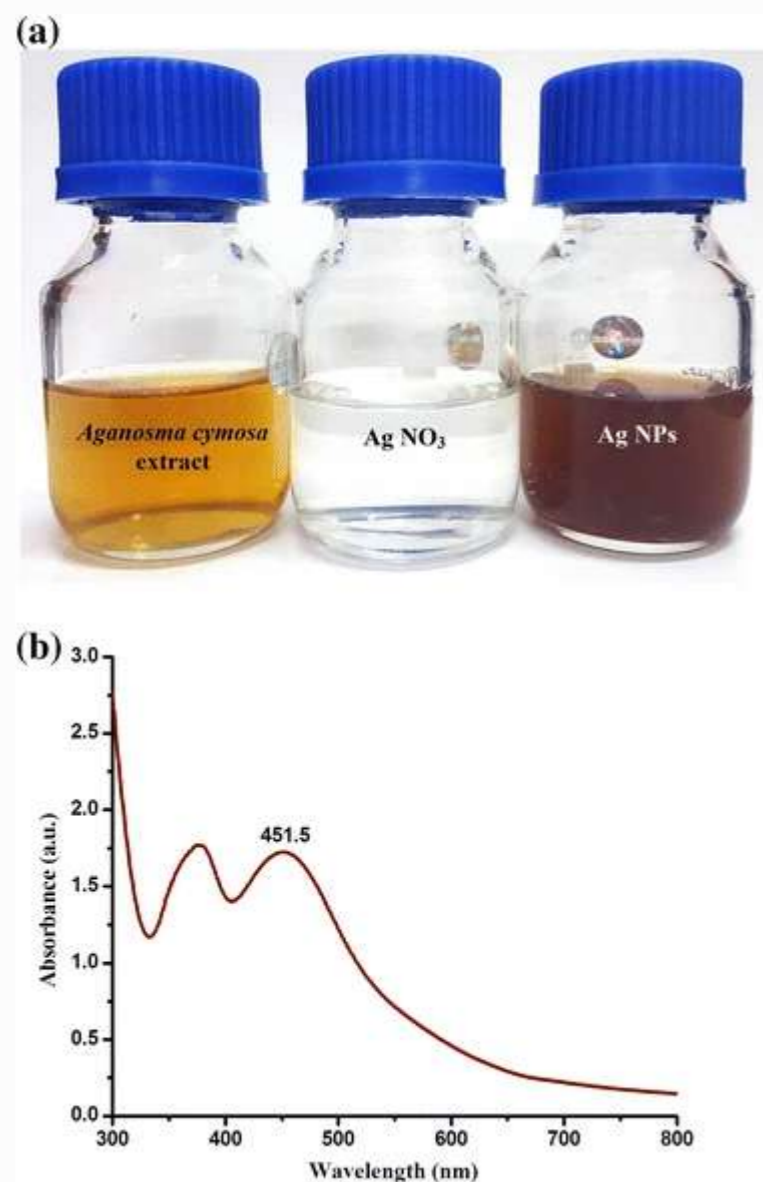 (a)
Aganosma cymosa
extract
Ag NO₃
Ag NPs
(b)
3.0
2.5
2.0
1.5
1.0
0.5
0.0
451.5
Absorbance (a.u.)
300 400 500 600 700 800
Wavelength (nm)